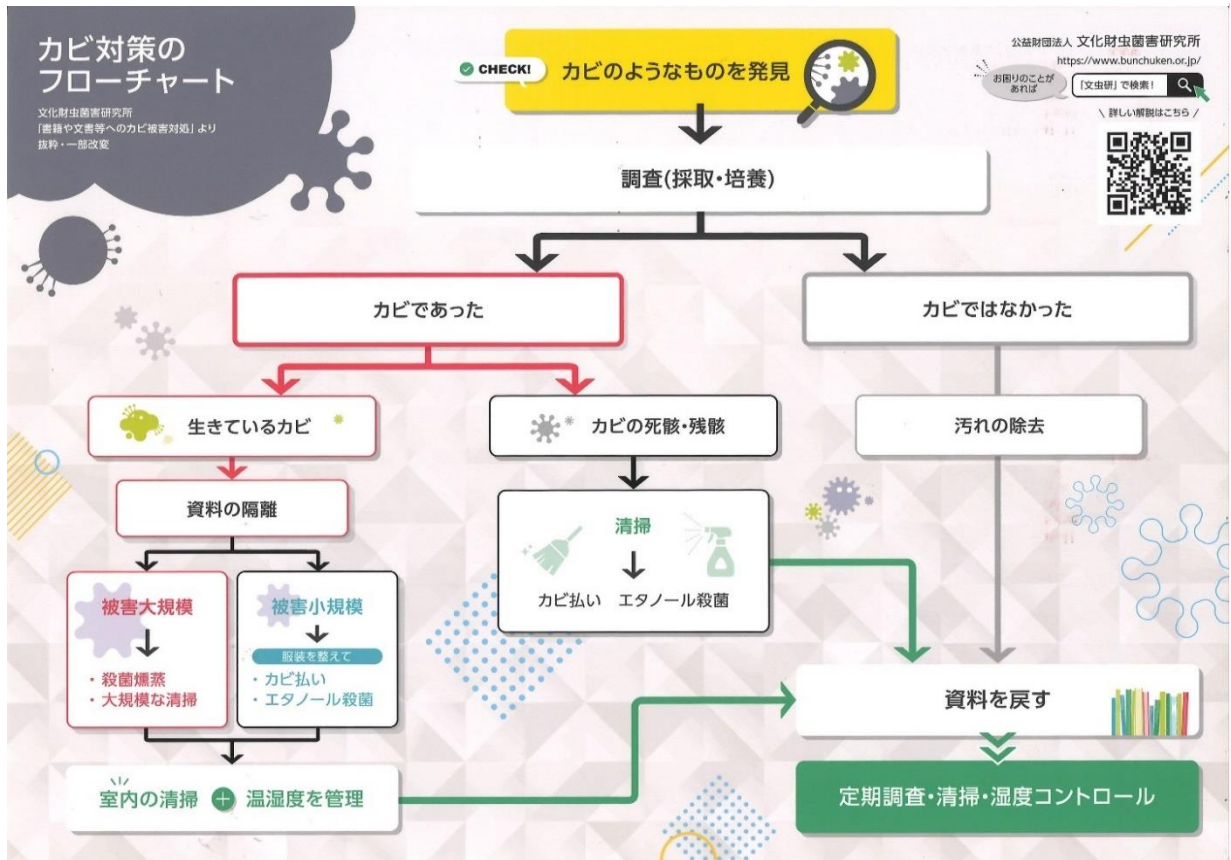 カビ対策の
フローチャート
文化財虫菌害研究所
「書籍や文書等へのカビ被害対処」より
抜粋・一部改変
CHECK!
カビのようなものを発見
公益財団法人 文化財虫菌害研究所
https://www.bunchuken.or.jp/
お困りのことが
あれば
「文虫研」で検索!
詳しい解説はこちら
調査(採取・培養)
カビであった
カビではなかった
生きているカビ
カビの死骸・残骸
汚れの除去
資料の隔離
清掃
カビ払い エタノール殺菌
被害大規模
・殺菌燻蒸
・大規模な清掃
被害小規模
服装を整えて
・カビ払い
・エタノール殺菌
資料を戻す
室内の清掃 + 温湿度を管理
定期調査・清掃・湿度コントロール